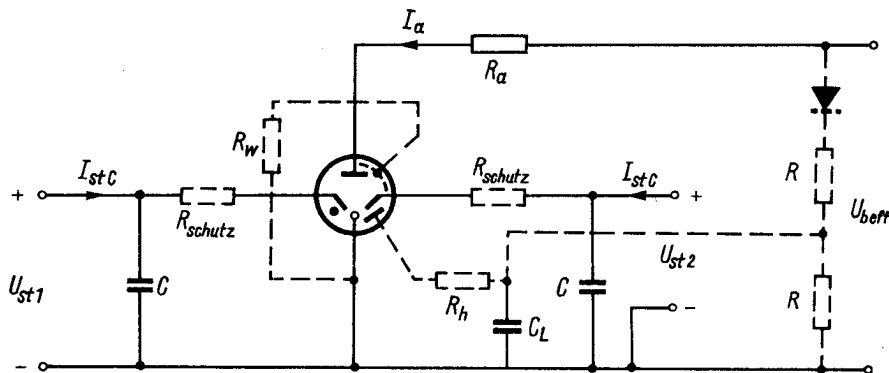 I_a
R_a
R_w
I_stC
R_schutz
R_schutz
I_stC
R
+
+
U_beff
U_st1
C
R_h
C_L
U_st2
C
-
R
-